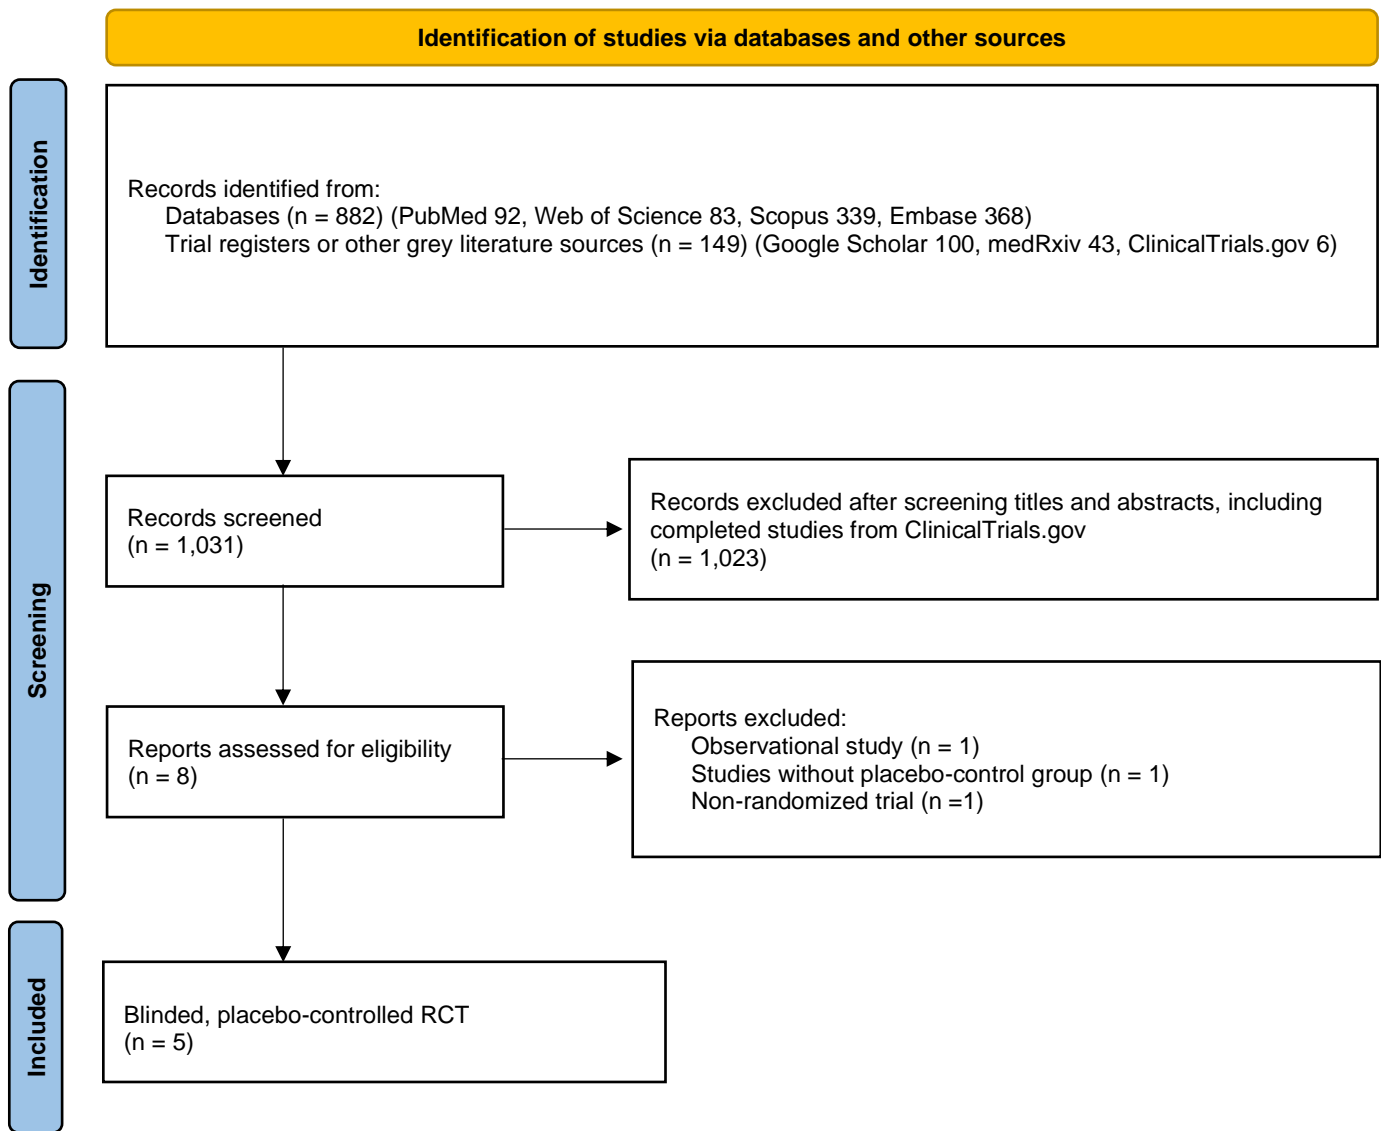 Identification of studies via databases and other sources
Identification
Records identified from:
Databases (n = 882) (PubMed 92, Web of Science 83, Scopus 339, Embase 368)
Trial registers or other grey literature sources (n = 149) (Google Scholar 100, medRxiv 43, ClinicalTrials.gov 6)
Screening
Records screened
(n = 1,031)
Records excluded after screening titles and abstracts, including
completed studies from ClinicalTrials.gov
(n = 1,023)
Reports assessed for eligibility
(n = 8)
Reports excluded:
Observational study (n = 1)
Studies without placebo-control group (n = 1)
Non-randomized trial (n =1)
Included
Blinded, placebo-controlled RCT
(n = 5)